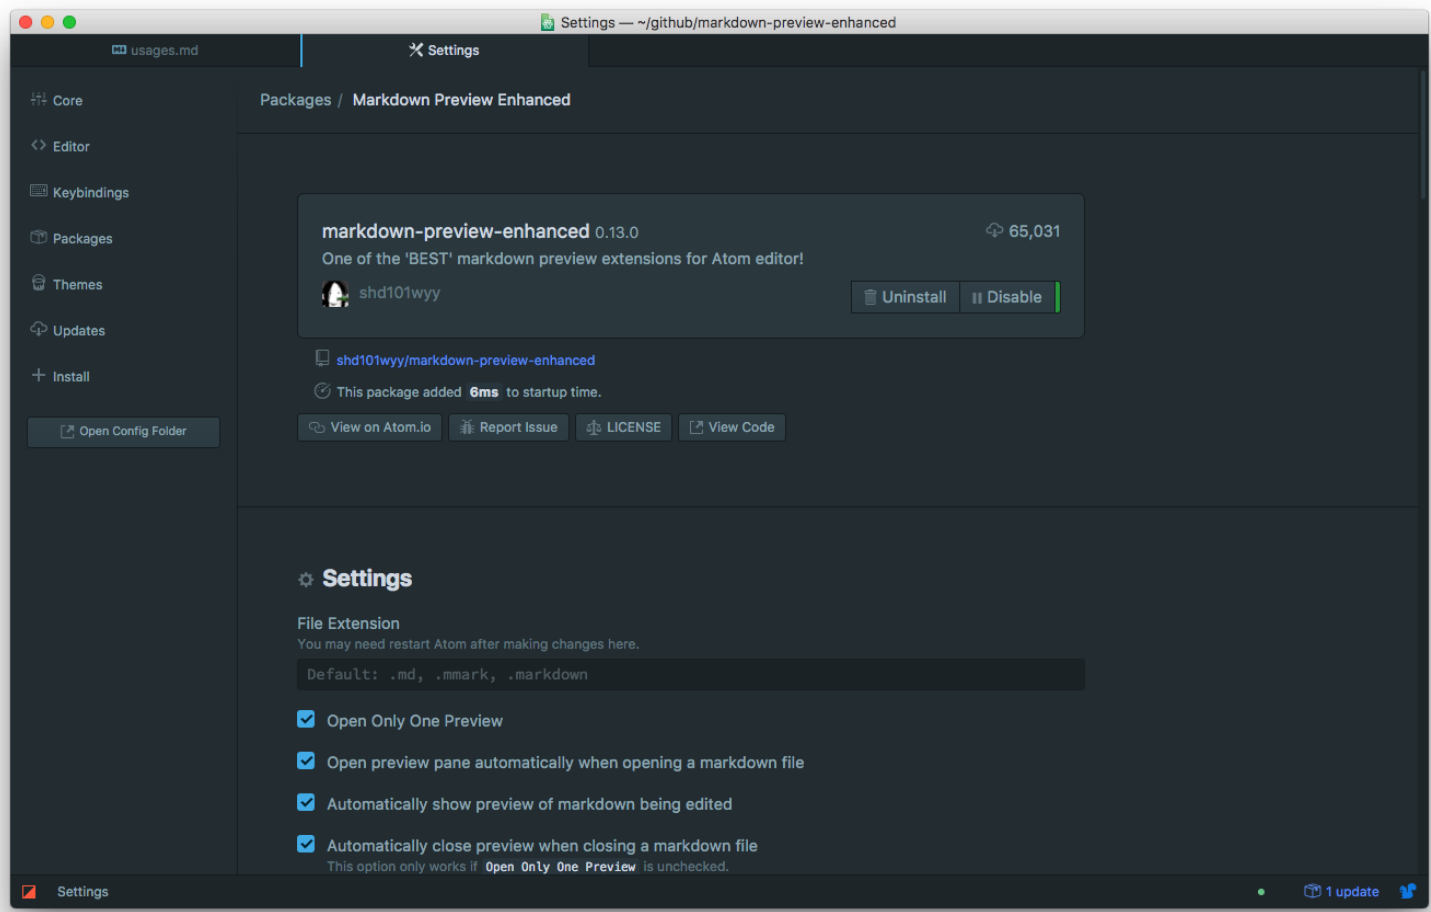 Settings — ~/github/markdown-preview-enhanced
usages.md
Settings
Core
Editor
Keybindings
Packages
Themes
Updates
Install
Open Config Folder
Packages / Markdown Preview Enhanced
markdown-preview-enhanced 0.13.0
65,031
One of the 'BEST' markdown preview extensions for Atom editor!
shd101wyy
Uninstall
Disable
shd101wyy/markdown-preview-enhanced
This package added 6ms to startup time.
View on Atom.io
Report Issue
LICENSE
View Code
Settings
File Extension
You may need restart Atom after making changes here.
Default: .md, .mmark, .markdown
Open Only One Preview
Open preview pane automatically when opening a markdown file
Automatically show preview of markdown being edited
Automatically close preview when closing a markdown file
This option only works if Open Only One Preview is unchecked.
Settings
1 update